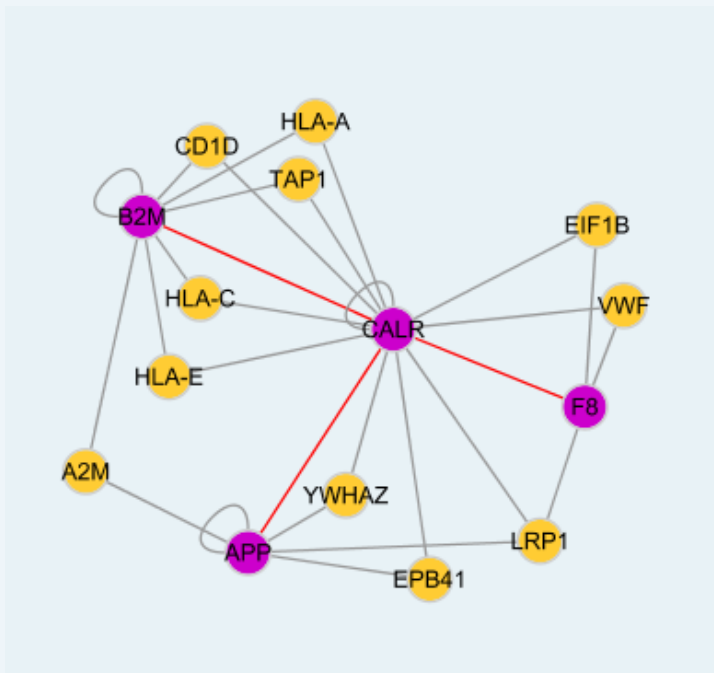 HLA-A
CD1D
TAP1
B2M
EIF1B
HLA-C
VWF
CALR
HLA-E
F8
A2M
YWHAZ
LRP1
APP
EPB41